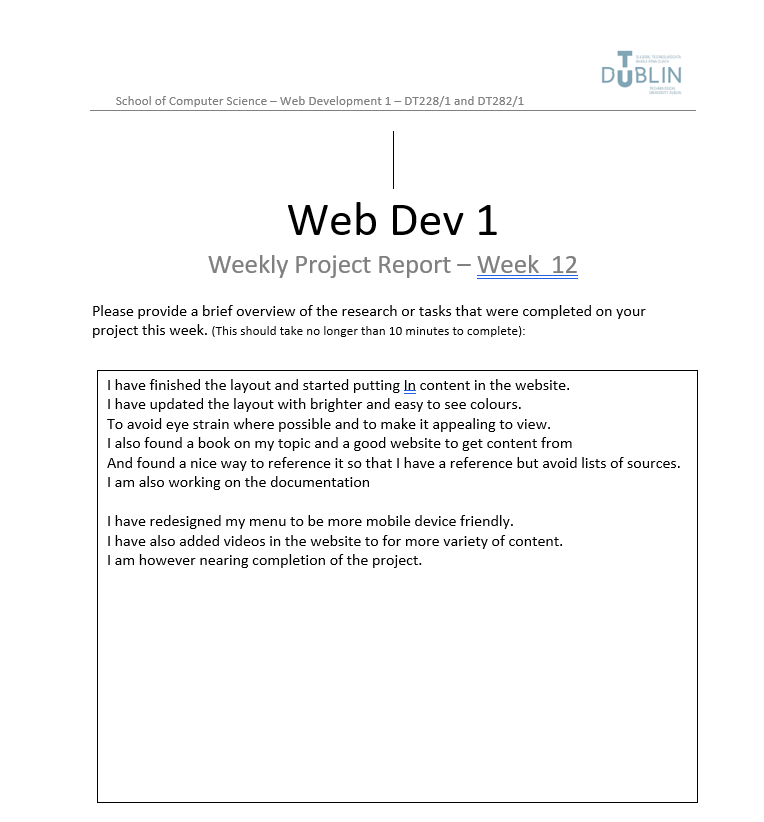 DUBLIN
School of Computer Science – Web Development 1 – DT228/1 and DT282/1
Web Dev 1
Weekly Project Report – Week  12
Please provide a brief overview of the research or tasks that were completed on your
project this week. (This should take no longer than 10 minutes to complete):
I have finished the layout and started putting In content in the website.
I have updated the layout with brighter and easy to see colours.
To avoid eye strain where possible and to make it appealing to view.
I also found a book on my topic and a good website to get content from
And found a nice way to reference it so that I have a reference but avoid lists of sources.
I am also working on the documentation
I have redesigned my menu to be more mobile device friendly.
I have also added videos in the website to for more variety of content.
I am however nearing completion of the project.